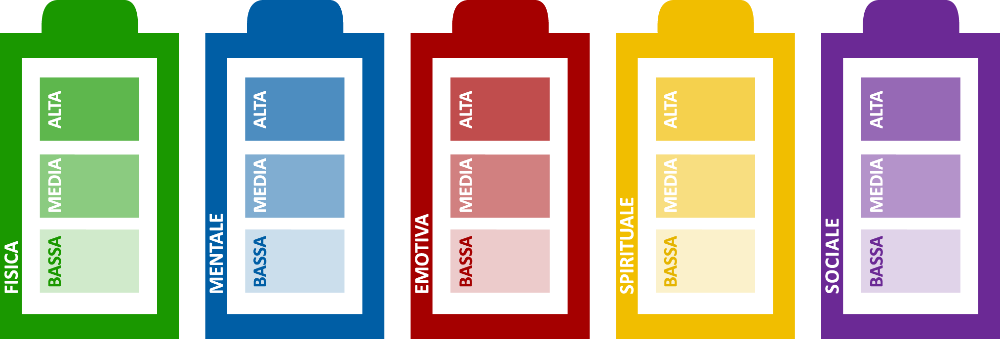 FISICA
ALTA
MEDIA
BASSA
MENTALE
ALTA
MEDIA
BASSA
EMOTIVA
ALTA
MEDIA
BASSA
SPIRITUALE
ALTA
MEDIA
BASSA
SOCIALE
ALTA
MEDIA
BASSA